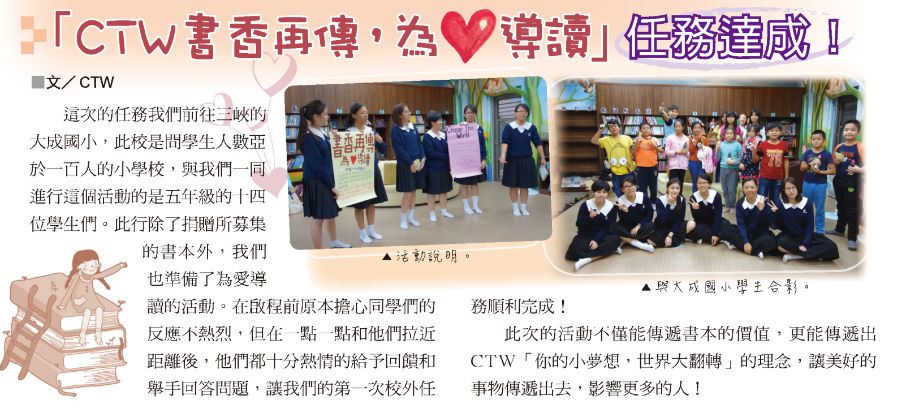 「CTW書香再傳，為❤導讀」任務達成！
■文／CTW
這次的任務我們前往三峽的
大成國小，此校是間學生人數亞
於一百人的小學校，與我們一同
進行這個活動的是五年級的十四
位學生們。此行除了捐贈所募集
的書本外，我們
也準備了為愛導
讀的活動。在啟程前原本擔心同學們的
反應不熱烈，但在一點一點和他們拉近
距離後，他們都十分熱情的給予回饋和
舉手回答問題，讓我們的第一次校外任
書香再傳
為❤導讀
Change The
World
▲活動說明。
▲與大成國小學生合影。
務順利完成！
此次的活動不僅能傳遞書本的價值，更能傳遞出
CTW「你的小夢想，世界大翻轉」的理念，讓美好的
事物傳遞出去，影響更多的人！